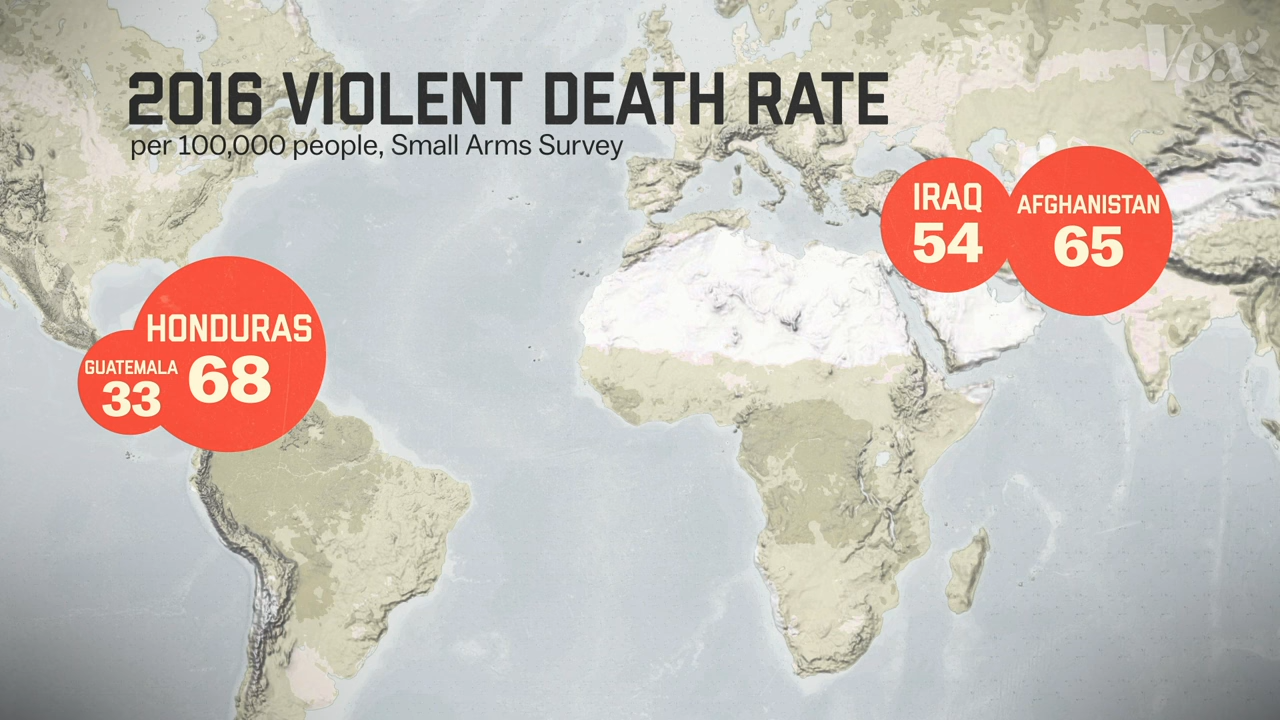 Vox
2016 VIOLENT DEATH RATE
per 100,000 people, Small Arms Survey
IRAQ
54
AFGHANISTAN
65
HONDURAS
68
GUATEMALA
33